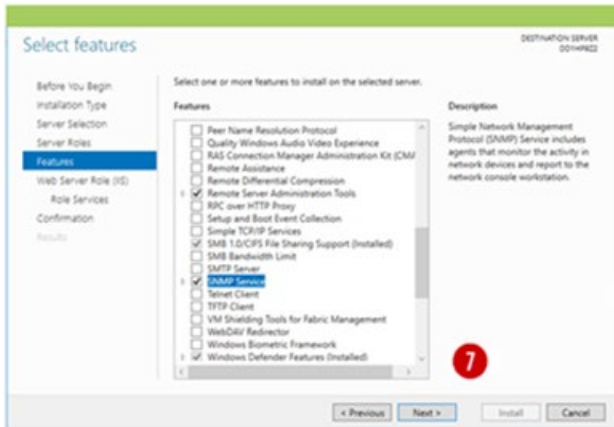 Select features
DESTINATION SERVER
Before You Begin
Installation Type
Server Selection
Server Roles
Features
Web Server Role (IIS)
Role Services
Confirmation
Results
Select one or more features to install on the selected server.
Features
Peer Name Resolution Protocol
Quality Windows Audio Video Experience
RAS Connection Manager Administration Kit (CMA
Remote Assistance
Remote Differential Compression
Remote Server Administration Tools
RPC over HTTP Proxy
Setup and Boot Event Collection
Simple TCP/IP Services
SMB 1.0/CIFS File Sharing Support (Installed)
SMB Bandwidth Limit
SMTP Server
SNMP Service
Telnet Client
TFTP Client
VM Shielding Tools for Fabric Management
WebDAV Redirector
Windows Biometric Framework
Windows Defender Features (Installed)
Description
Simple Network Management
Protocol (SNMP) Service includes
agents that monitor the activity in
network devices and report to the
network console workstation.
7
< Previous
Next >
Install
Cancel